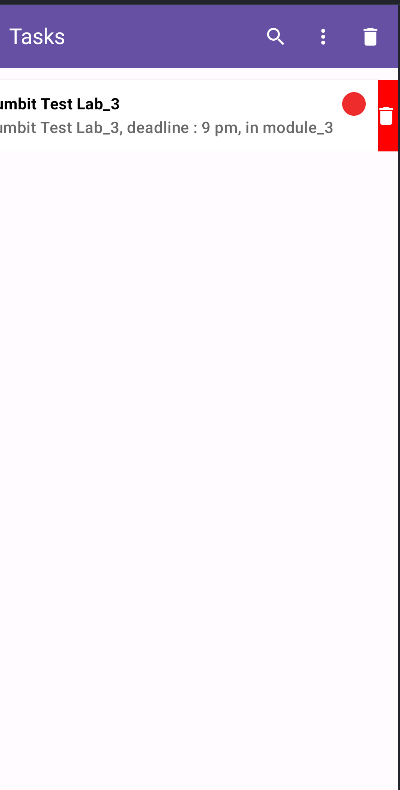 Tasks
umbit Test Lab_3
umbit Test Lab_3, deadline : 9 pm, in module_3